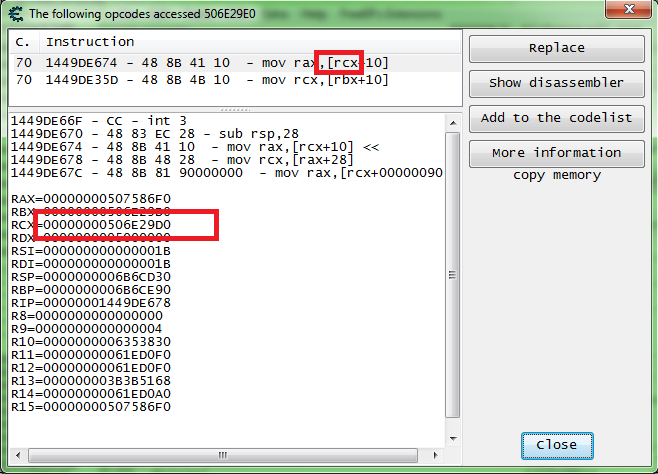 The following opcodes accessed 506E29E0
C. Instruction
70 1449DE674 - 48 8B 41 10 - mov rax,[rcx+10]
70 1449DE35D - 48 8B 4B 10 - mov rcx,[rbx+10]
Replace
Show disassembler
Add to the codelist
More information
copy memory
1449DE66F - CC - int 3
1449DE670 - 48 83 EC 28 - sub rsp,28
1449DE674 - 48 8B 41 10 - mov rax,[rcx+10] <<
1449DE678 - 48 8B 48 28 - mov rcx,[rax+28]
1449DE67C - 48 8B 81 90000000 - mov rax,[rcx+00000090
RAX=00000000507586F0
RCX=00000000506E29D0
RSI=000000000000001B
RDI=000000000000001B
RSP=000000006B6CD30
RBP=000000006B6CE90
RIP=00000001449DE678
R8=0000000000000000
R9=0000000000000004
R10=0000000006353830
R11=00000000061ED0F0
R12=00000000061ED0F0
R13=000000003B3B5168
R14=00000000061ED0A0
R15=00000000507586F0
Close